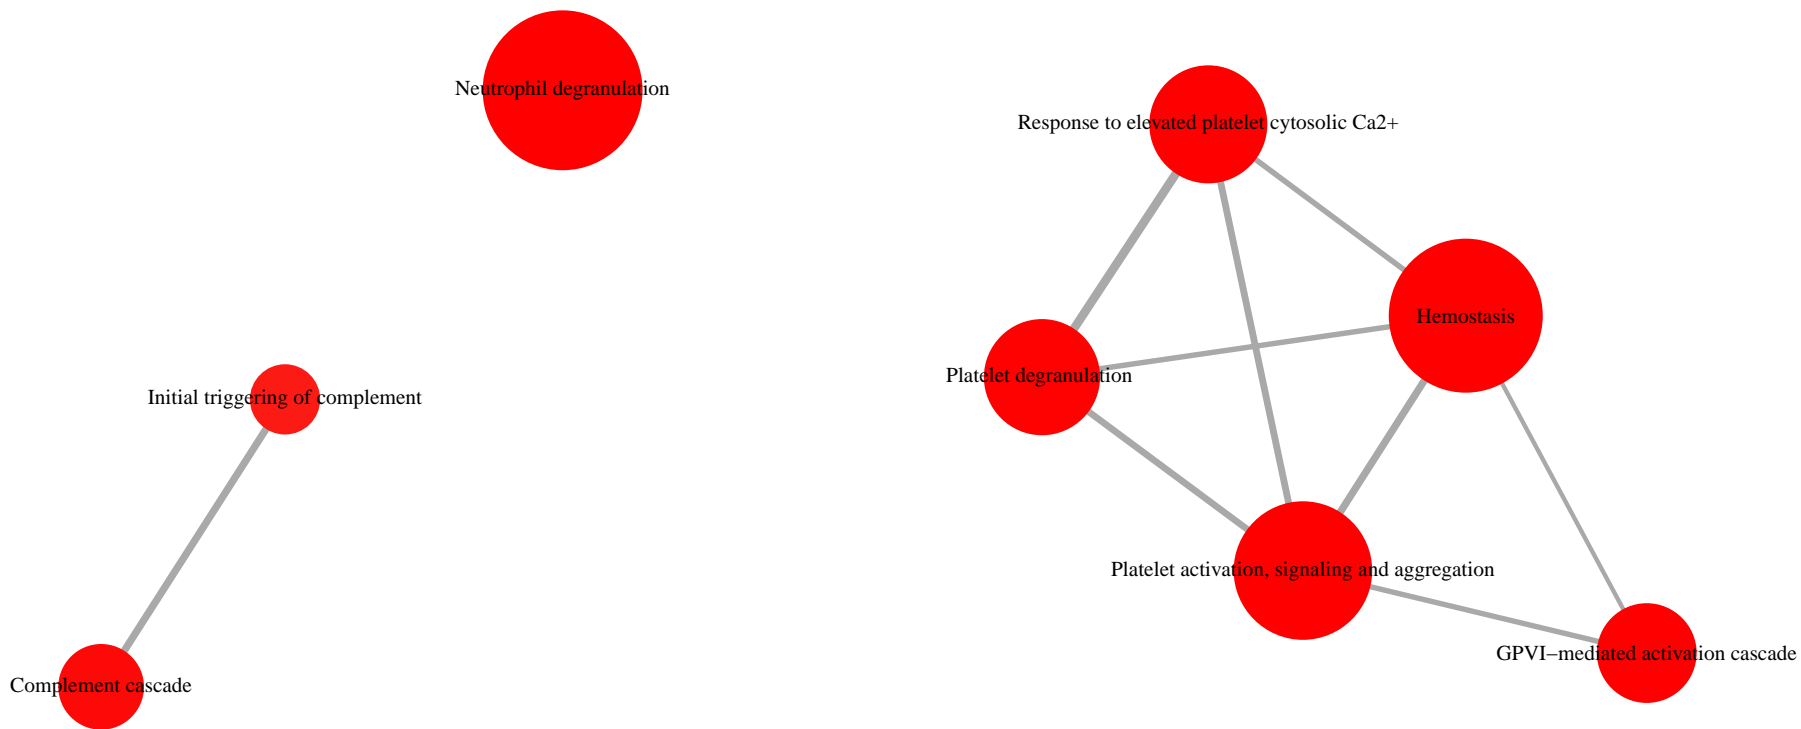 Neutrophil degranulation
Response to elevated platelet cytosolic Ca2+
Hemostasis
Platelet degranulation
Initial triggering of complement
Platelet activation, signaling and aggregation
GPVI−mediated activation cascade
Complement cascade